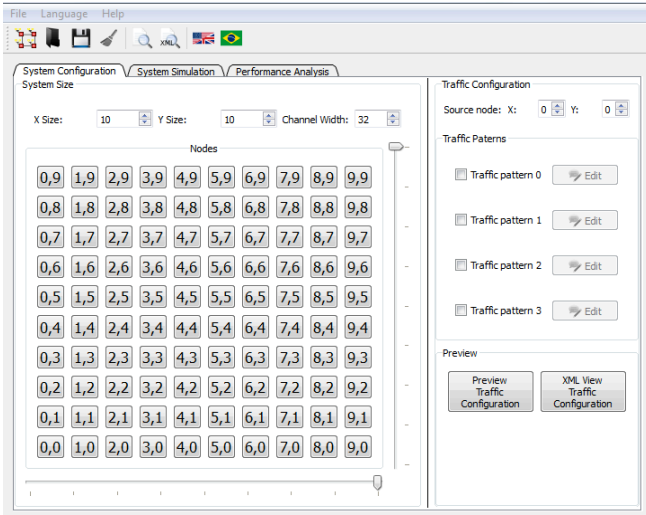 File Language Help
XML
System Configuration System Simulation Performance Analysis
System Size
X Size: 10 Y Size: 10 Channel Width: 32
Nodes
0,9 1,9 2,9 3,9 4,9 5,9 6,9 7,9 8,9 9,9
0,8 1,8 2,8 3,8 4,8 5,8 6,8 7,8 8,8 9,8
0,7 1,7 2,7 3,7 4,7 5,7 6,7 7,7 8,7 9,7
0,6 1,6 2,6 3,6 4,6 5,6 6,6 7,6 8,6 9,6
0,5 1,5 2,5 3,5 4,5 5,5 6,5 7,5 8,5 9,5
0,4 1,4 2,4 3,4 4,4 5,4 6,4 7,4 8,4 9,4
0,3 1,3 2,3 3,3 4,3 5,3 6,3 7,3 8,3 9,3
0,2 1,2 2,2 3,2 4,2 5,2 6,2 7,2 8,2 9,2
0,1 1,1 2,1 3,1 4,1 5,1 6,1 7,1 8,1 9,1
0,0 1,0 2,0 3,0 4,0 5,0 6,0 7,0 8,0 9,0
Traffic Configuration
Source node: X: 0 Y: 0
Traffic Paterns
Traffic pattern 0 Edit
Traffic pattern 1 Edit
Traffic pattern 2 Edit
Traffic pattern 3 Edit
Preview
Preview
Traffic
Configuration
XML View
Traffic
Configuration